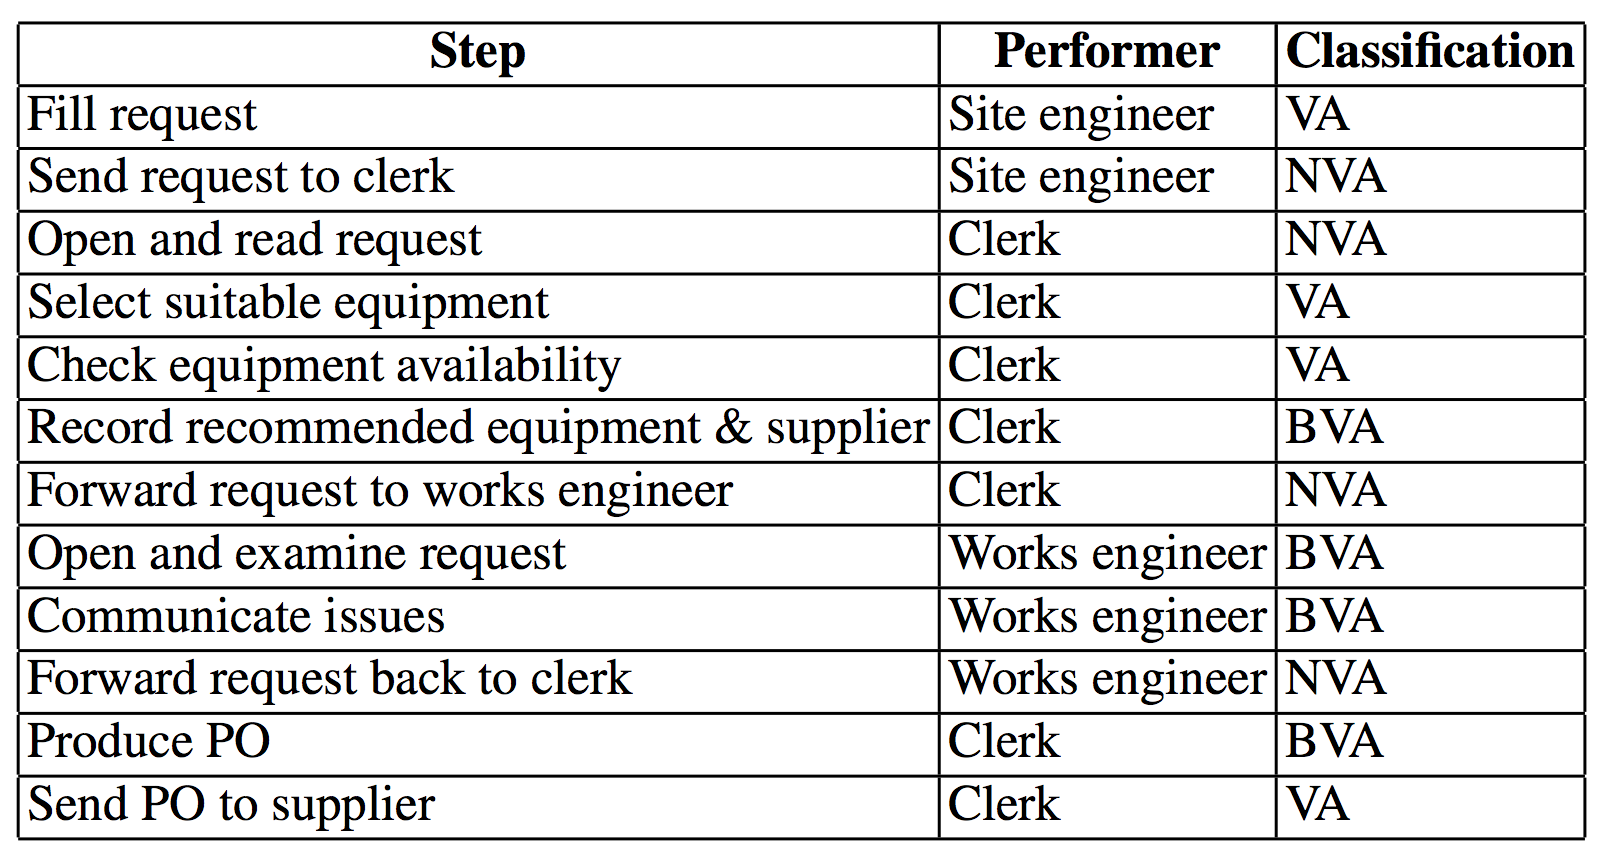 Step Performer Classification
Fill request Site engineer VA
Send request to clerk Site engineer NVA
Open and read request Clerk NVA
Select suitable equipment Clerk VA
Check equipment availability Clerk VA
Record recommended equipment & supplier Clerk BVA
Forward request to works engineer Clerk NVA
Open and examine request Works engineer BVA
Communicate issues Works engineer BVA
Forward request back to clerk Works engineer NVA
Produce PO Clerk BVA
Send PO to supplier Clerk VA